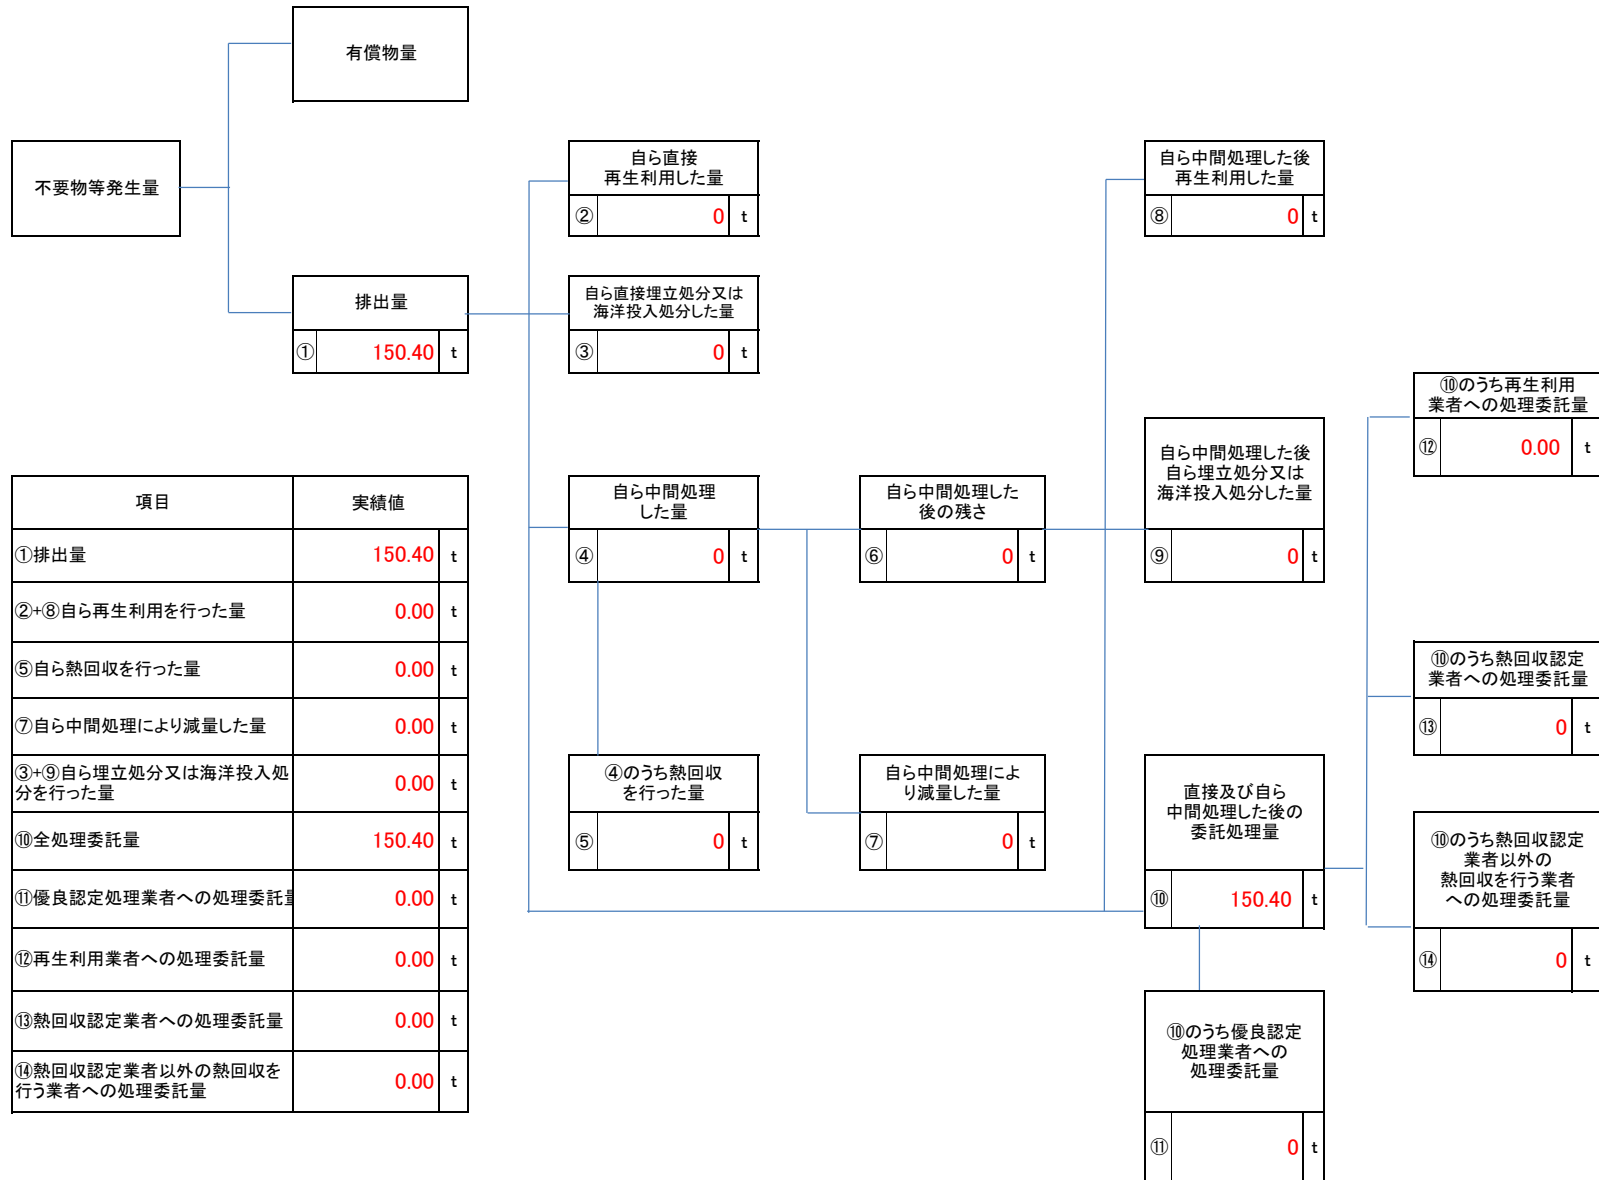 有償物量
不要物等発生量
排出量
① 150.40 t
自ら直接
再生利用した量
② 0 t
自ら直接埋立処分又は
海洋投入処分した量
③ 0 t
自ら中間処理
した量
④ 0 t
④のうち熱回収
を行った量
⑤ 0 t
自ら中間処理した
後の残さ
⑥ 0 t
自ら中間処理によ
り減量した量
⑦ 0 t
自ら中間処理した後
再生利用した量
⑧ 0 t
自ら中間処理した後
自ら埋立処分又は
海洋投入処分した量
⑨ 0 t
直接及び自ら
中間処理した後の
委託処理量
⑩ 150.40 t
⑩のうち優良認定
処理業者への
処理委託量
⑪ 0 t
⑩のうち再生利用
業者への処理委託量
⑫ 0.00 t
⑩のうち熱回収認定
業者への処理委託量
⑬ 0 t
⑩のうち熱回収認定
業者以外の
熱回収を行う業者
への処理委託量
⑭ 0 t
項目 実績値
①排出量 150.40 t
②+⑧自ら再生利用を行った量 0.00 t
⑤自ら熱回収を行った量 0.00 t
⑦自ら中間処理により減量した量 0.00 t
③+⑨自ら埋立処分又は海洋投入処
分を行った量 0.00 t
⑩全処理委託量 150.40 t
⑪優良認定処理業者への処理委託量 0.00 t
⑫再生利用業者への処理委託量 0.00 t
⑬熱回収認定業者への処理委託量 0.00 t
⑭熱回収認定業者以外の熱回収を
行う業者への処理委託量 0.00 t